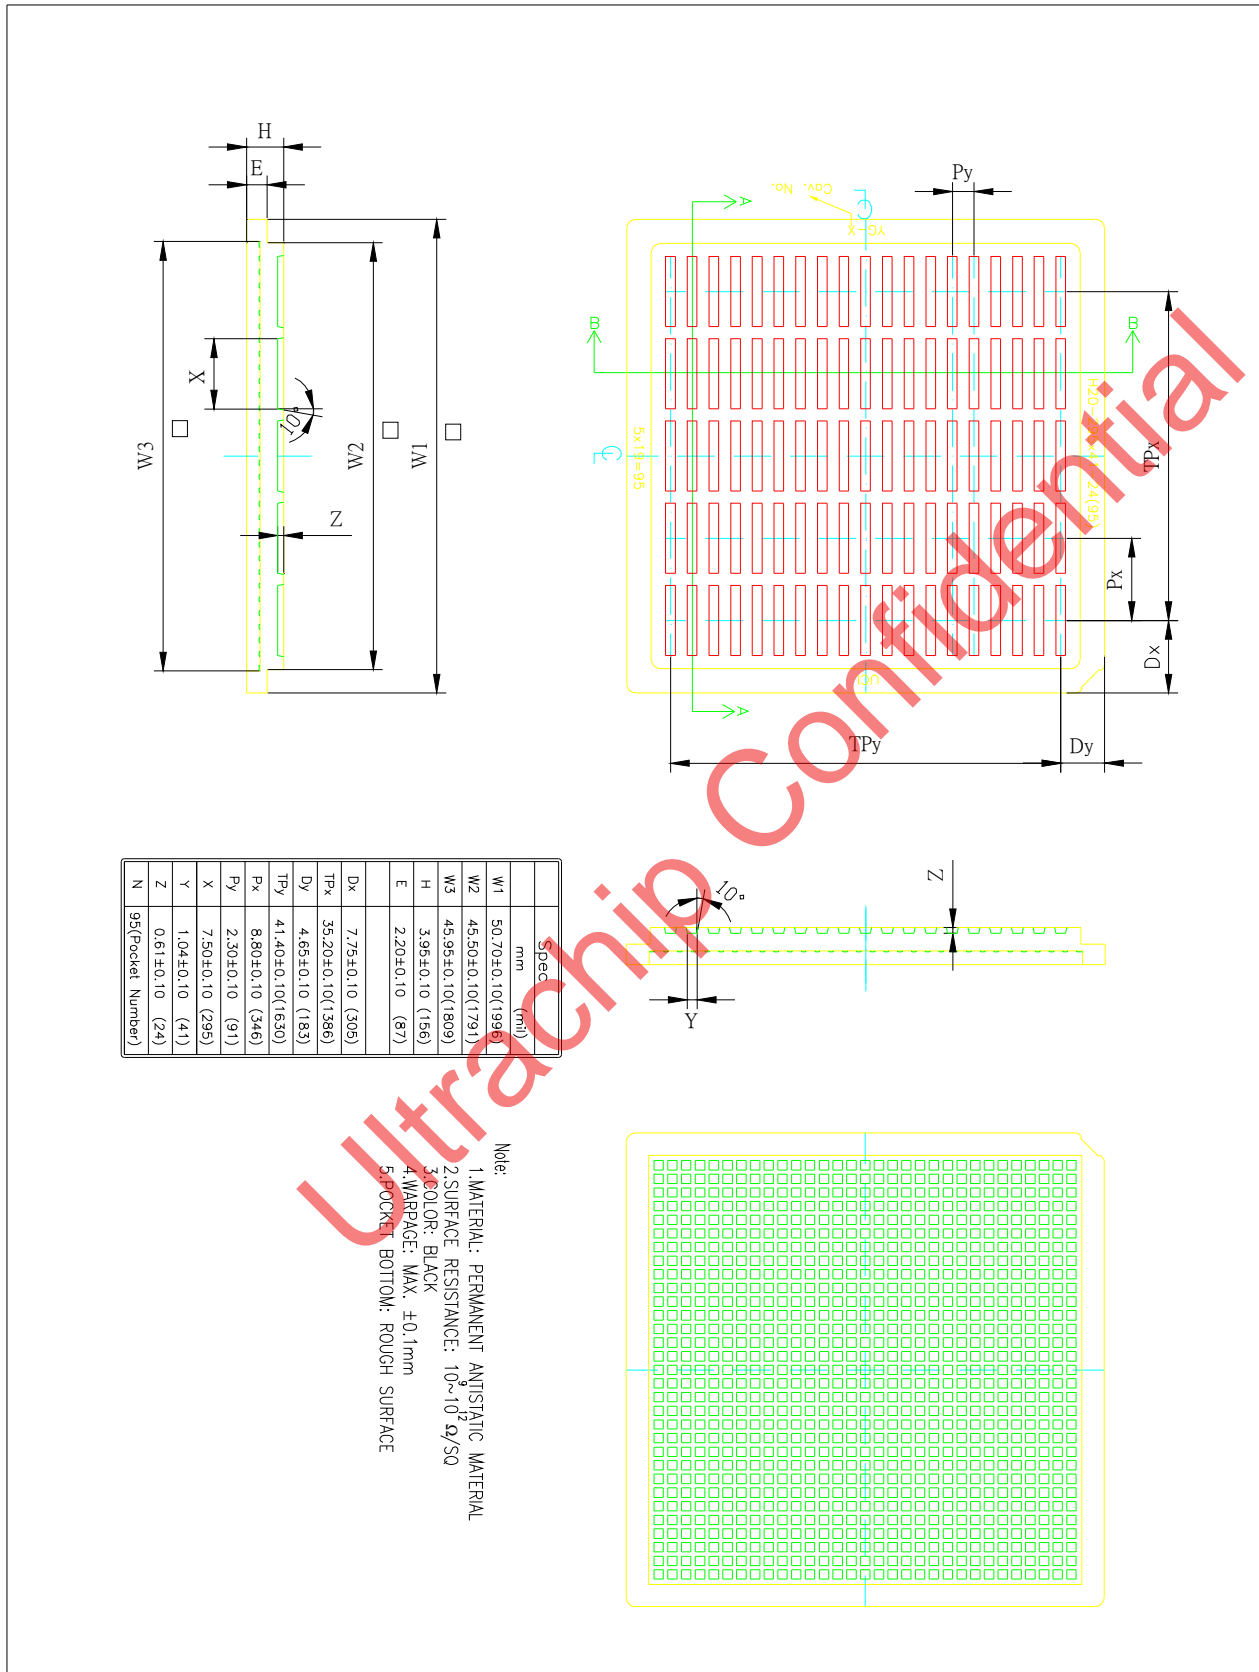 H
E
W3
X
10°
W2
W1
Z
Cav. No.
YC-X
C
L
Py
A
A
B
B
5x19=95
C
L
UCI
TPx
Px
Dx
TPy
Dy
Z
10°
Y
Spec
mm (mil)
W1 50.70±0.10(1996)
W2 45.50±0.10(1791)
W3 45.95±0.10(1809)
H 3.95±0.10 (156)
E 2.20±0.10 (87)
Dx 7.75±0.10 (305)
TPx 35.20±0.10(1386)
Dy 4.65±0.10 (183)
TPy 41.40±0.10(1630)
Px 8.80±0.10 (346)
Py 2.30±0.10 (91)
X 7.50±0.10 (295)
Y 1.04±0.10 (41)
Z 0.61±0.10 (24)
N 95(Pocket Number)
Note:
1.MATERIAL: PERMANENT ANTISTATIC MATERIAL
2.SURFACE RESISTANCE: 10⁹~10¹² Ω/SQ
3.COLOR: BLACK
4.WARPAGE: MAX. ±0.1mm
5.POCKET BOTTOM: ROUGH SURFACE
Ultrachip Confidential